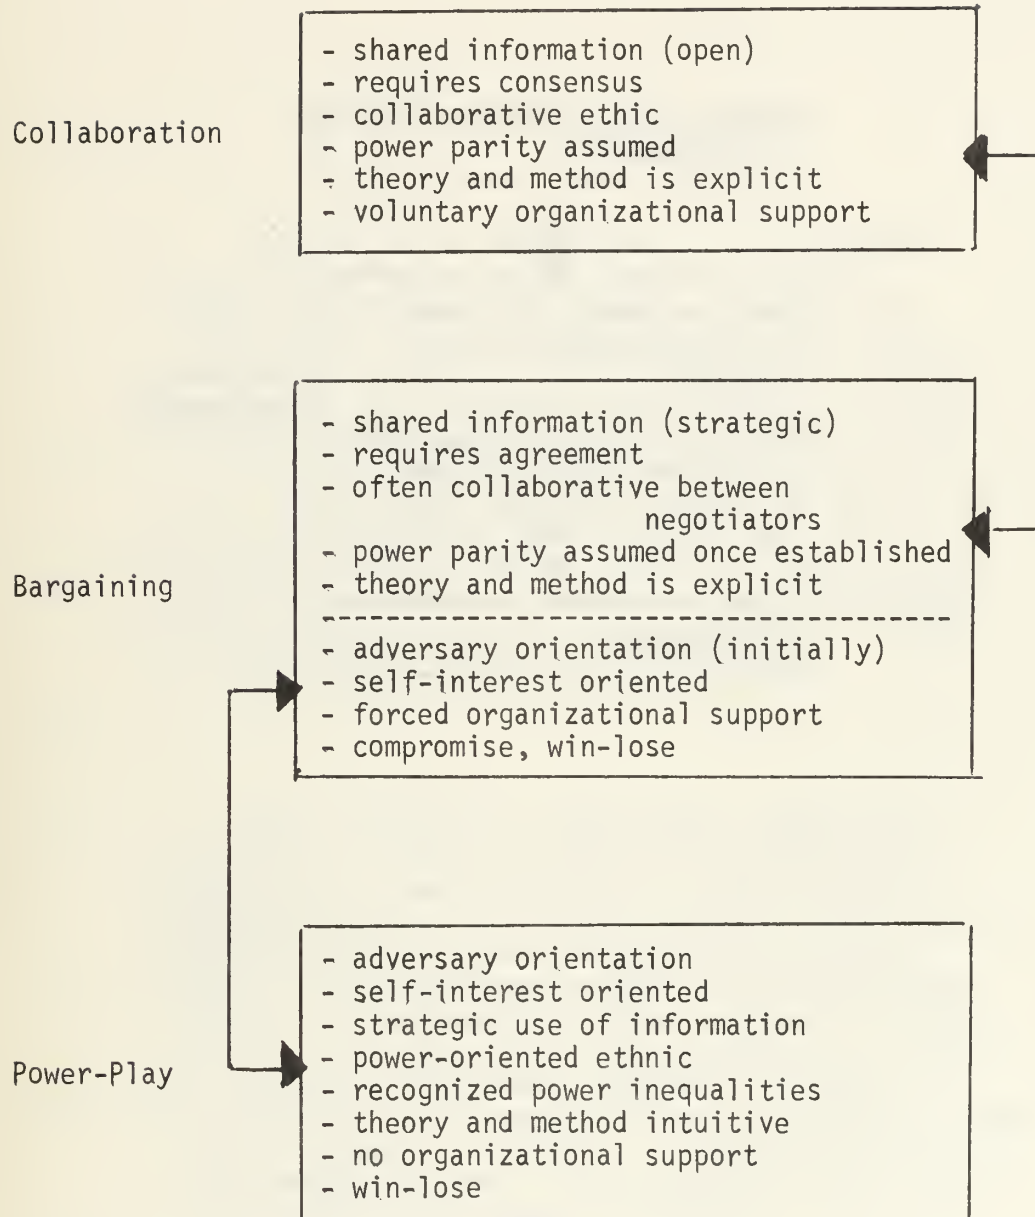 - shared information (open)
- requires consensus
- collaborative ethic
- power parity assumed
- theory and method is explicit
- voluntary organizational support
Collaboration
- shared information (strategic)
- requires agreement
- often collaborative between
negotiators
- power parity assumed once established
- theory and method is explicit
- adversary orientation (initially)
- self-interest oriented
- forced organizational support
- compromise, win-lose
Bargaining
- adversary orientation
- self-interest oriented
- strategic use of information
- power-oriented ethnic
- recognized power inequalities
- theory and method intuitive
- no organizational support
- win-lose
Power-Play